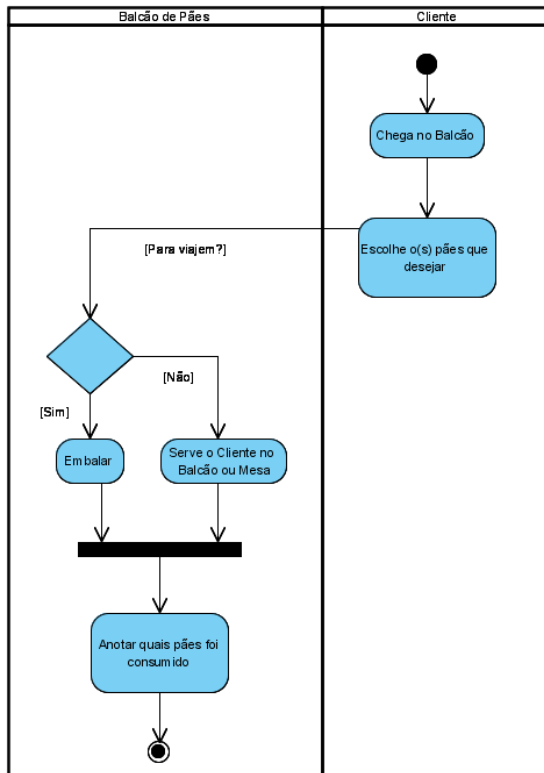 Balcão de Pães
Cliente
Chega no Balcão
Escolhe o(s) pães que
desejar
[Para viajem?]
[Não]
[Sim]
Embalar
Serve o Cliente no
Balcão ou Mesa
Anotar quais pães foi
consumido